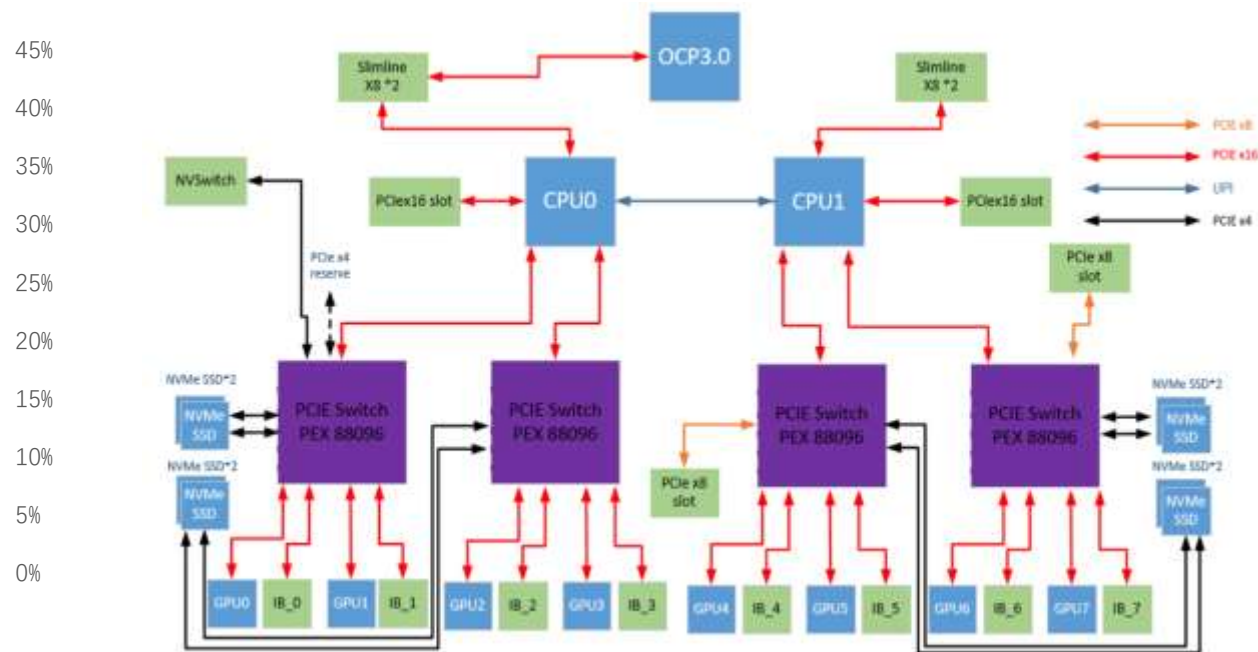 45%
40%
35%
30%
25%
20%
15%
10%
5%
0%
OCP3.0
Slimline
X8 *2
Slimline
X8 *2
PCIE x8
PCIE x16
UPI
PCIE x4
NVSwitch
PCIex16 slot
CPU0
CPU1
PCIex16 slot
PCIe x4
reserve
PCIe x8
slot
NVMe SSD*2
NVMe
SSD
NVMe SSD*2
NVMe
SSD
PCIE Switch
PEX 88096
PCIE Switch
PEX 88096
PCIE Switch
PEX 88096
PCIE Switch
PEX 88096
NVMe SSD*2
NVMe
SSD
NVMe SSD*2
NVMe
SSD
PCIe x8
slot
GPU0
IB_0
GPU1
IB_1
GPU2
IB_2
GPU3
IB_3
GPU4
IB_4
GPU5
IB_5
GPU6
IB_6
GPU7
IB_7